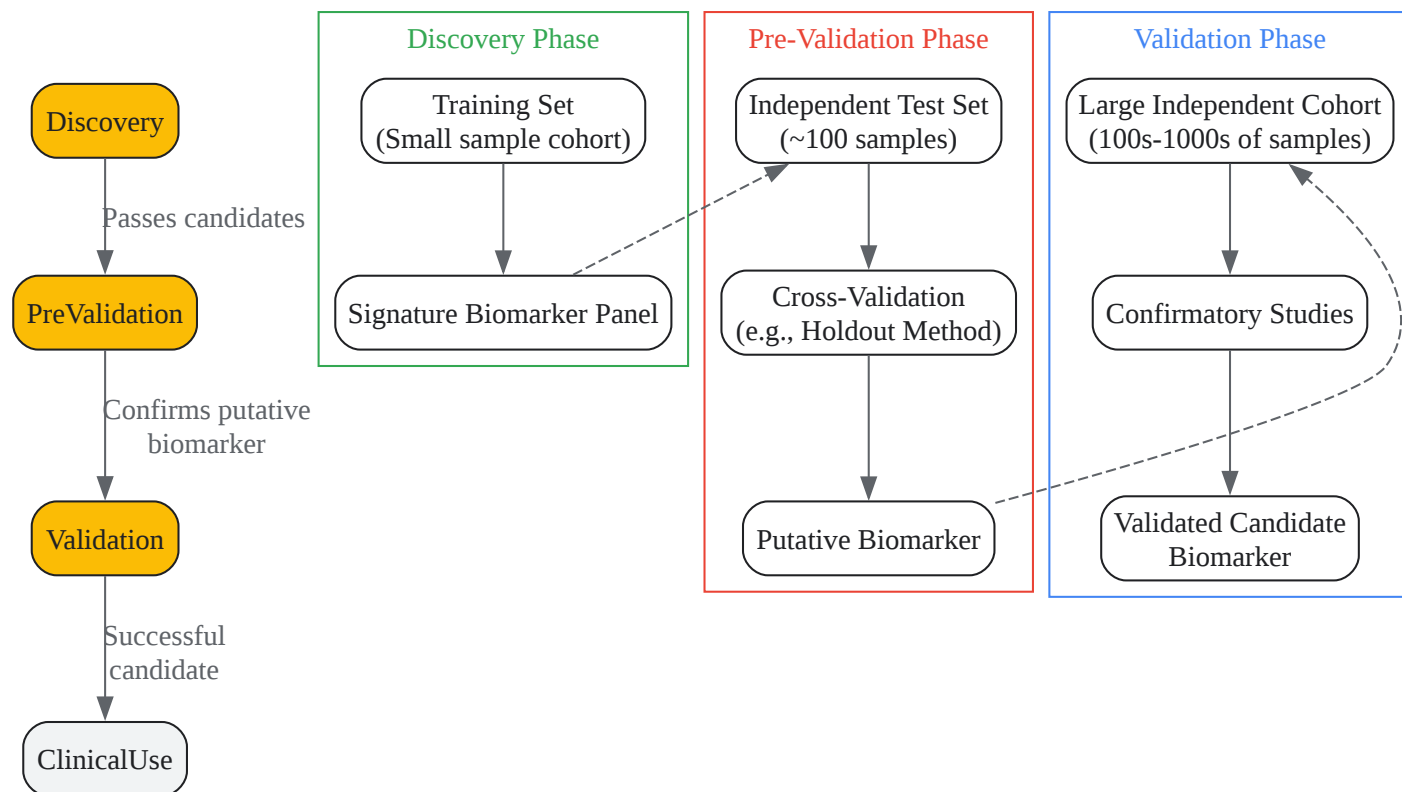 Discovery
Passes candidates
PreValidation
Confirms putative
biomarker
Validation
Successful
candidate
ClinicalUse
Discovery Phase
Training Set
(Small sample cohort)
Signature Biomarker Panel
Pre-Validation Phase
Independent Test Set
(~100 samples)
Cross-Validation
(e.g., Holdout Method)
Putative Biomarker
Validation Phase
Large Independent Cohort
(100s-1000s of samples)
Confirmatory Studies
Validated Candidate
Biomarker